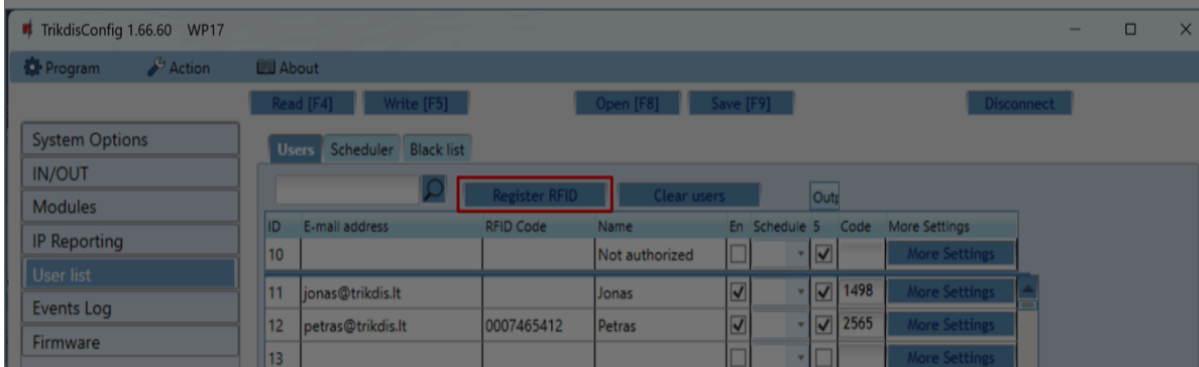 TrikdisConfig 1.66.60 WP17
Program Action About
Read [F4] Write [F5] Open [F8] Save [F9] Disconnect
System Options
IN/OUT
Modules
IP Reporting
User list
Events Log
Firmware
Users Scheduler Black list
Register RFID Clear users Outp
ID E-mail address RFID Code Name En Schedule 5 Code More Settings
10 Not authorized More Settings
11 jonas@trikdis.lt Jonas 1498 More Settings
12 petras@trikdis.lt 0007465412 Petras 2565 More Settings
13 More Settings